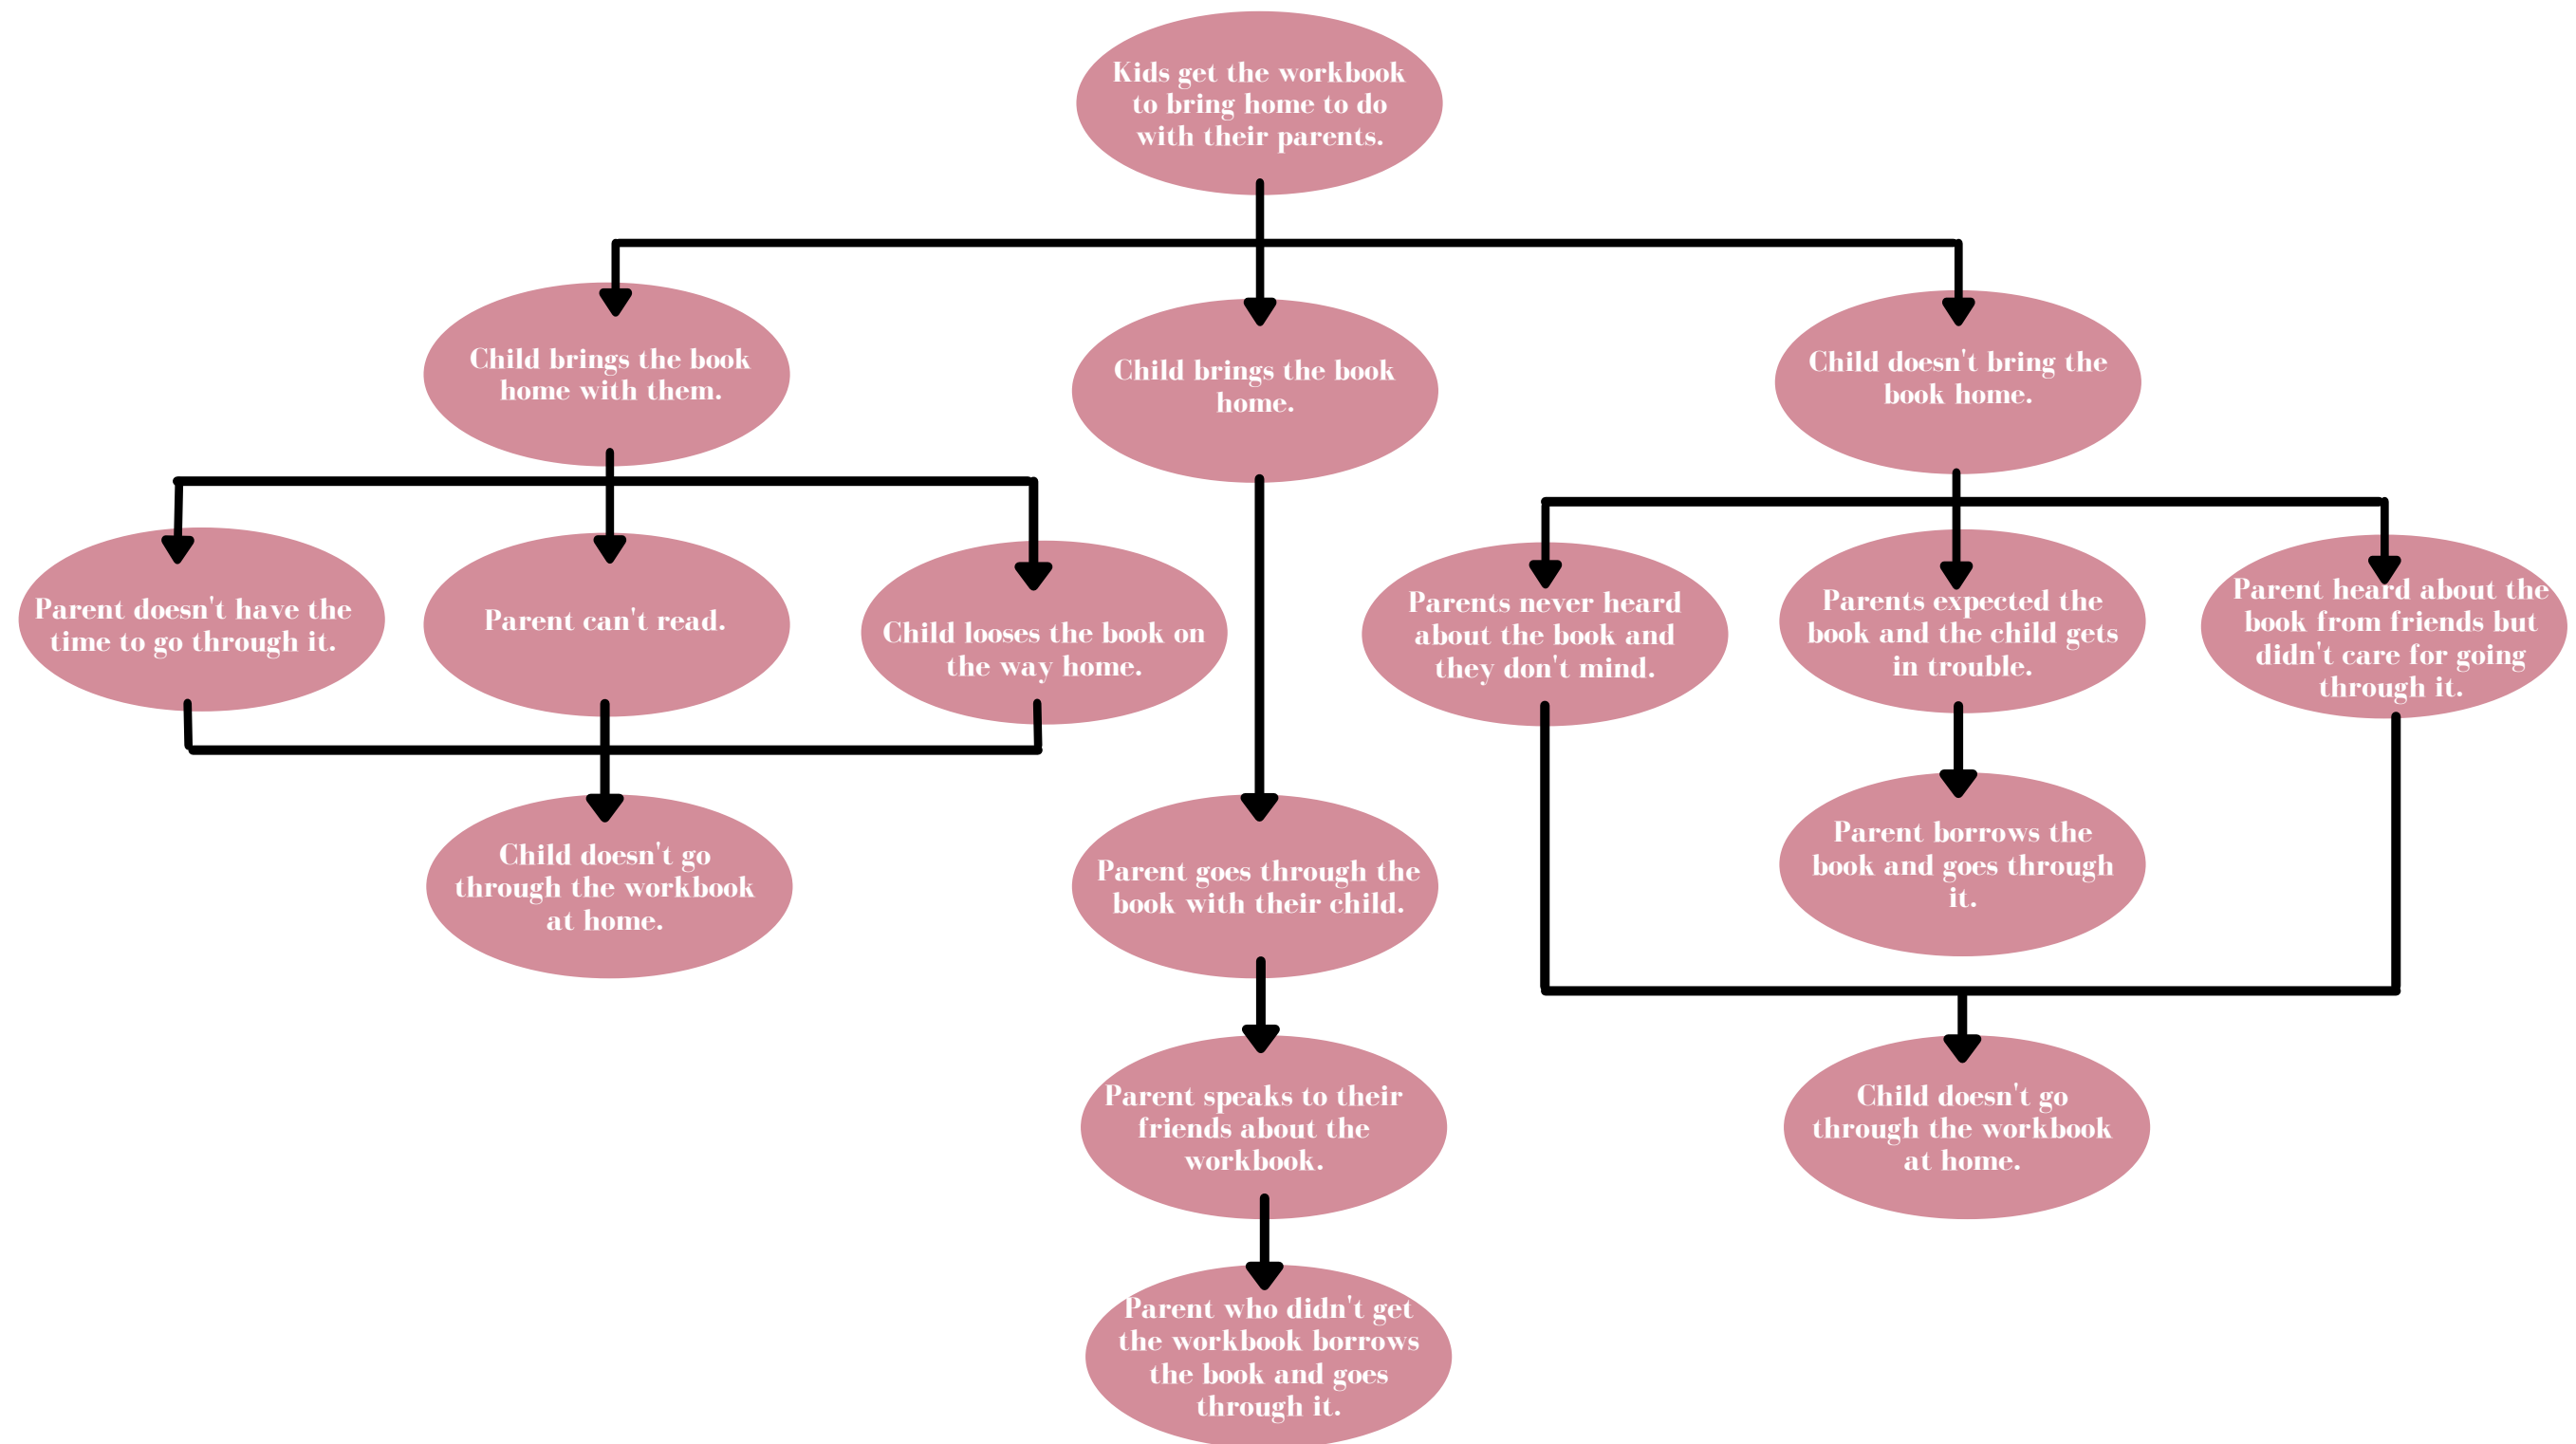 Kids get the workbook
to bring home to do
with their parents.
Child brings the book
home with them.
Child brings the book
home.
Child doesn't bring the
book home.
Parent doesn't have the
time to go through it.
Parent can't read.
Child looses the book on
the way home.
Parents never heard
about the book and
they don't mind.
Parents expected the
book and the child gets
in trouble.
Parent heard about the
book from friends but
didn't care for going
through it.
Child doesn't go
through the workbook
at home.
Parent goes through the
book with their child.
Parent borrows the
book and goes through
it.
Parent speaks to their
friends about the
workbook.
Child doesn't go
through the workbook
at home.
Parent who didn't get
the workbook borrows
the book and goes
through it.